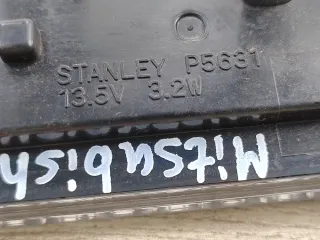 STANLEY P5631
13.5V 3.2W
Mitsubish